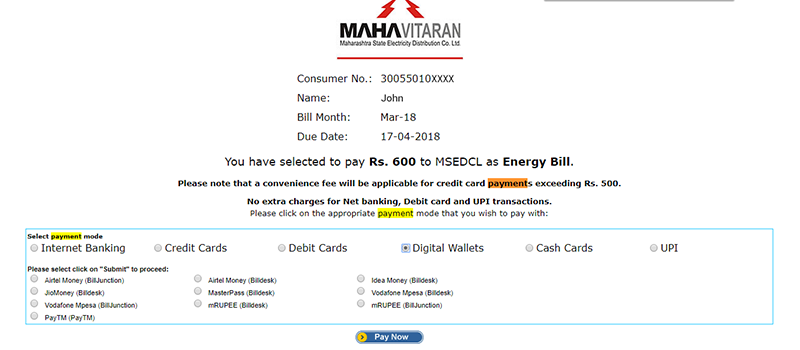 MAHAVITARAN
Maharashtra State Electricity Distribution Co. Ltd.
Consumer No.: 30055010XXXX
Name: John
Bill Month: Mar-18
Due Date: 17-04-2018
You have selected to pay Rs. 600 to MSEDCL as Energy Bill.
Please note that a convenience fee will be applicable for credit card payments exceeding Rs. 500.
No extra charges for Net banking, Debit card and UPI transactions.
Please click on the appropriate payment mode that you wish to pay with:
Select payment mode
Internet Banking Credit Cards Debit Cards Digital Wallets Cash Cards UPI
Please select click on "Submit" to proceed:
Airtel Money (BillJunction) Airtel Money (Billdesk) Idea Money (Billdesk)
JioMoney (Billdesk) MasterPass (Billdesk) Vodafone Mpesa (Billdesk)
Vodafone Mpesa (BillJunction) mRUPEE (Billdesk) mRUPEE (BillJunction)
PayTM (PayTM)
Pay Now